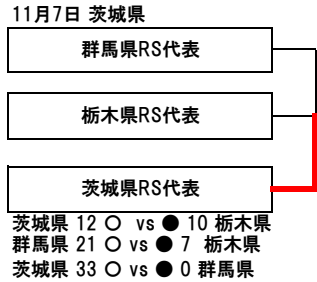 11月7日 茨城県
群馬県RS代表
栃木県RS代表
茨城県RS代表
茨城県 12 ○ vs ● 10 栃木県
群馬県 21 ○ vs ● 7 栃木県
茨城県 33 ○ vs ● 0 群馬県